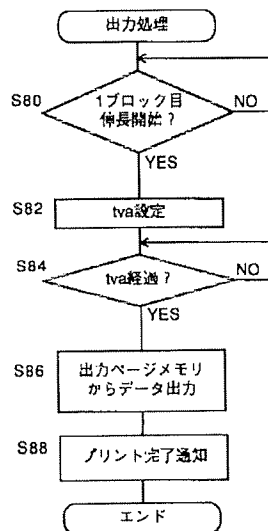 出力処理
S80
1ブロック目
伸長開始？
NO
YES
S82
tva設定
S84
tva経過？
NO
YES
S86
出力ページメモリ
からデータ出力
S88
プリント完了通知
エンド